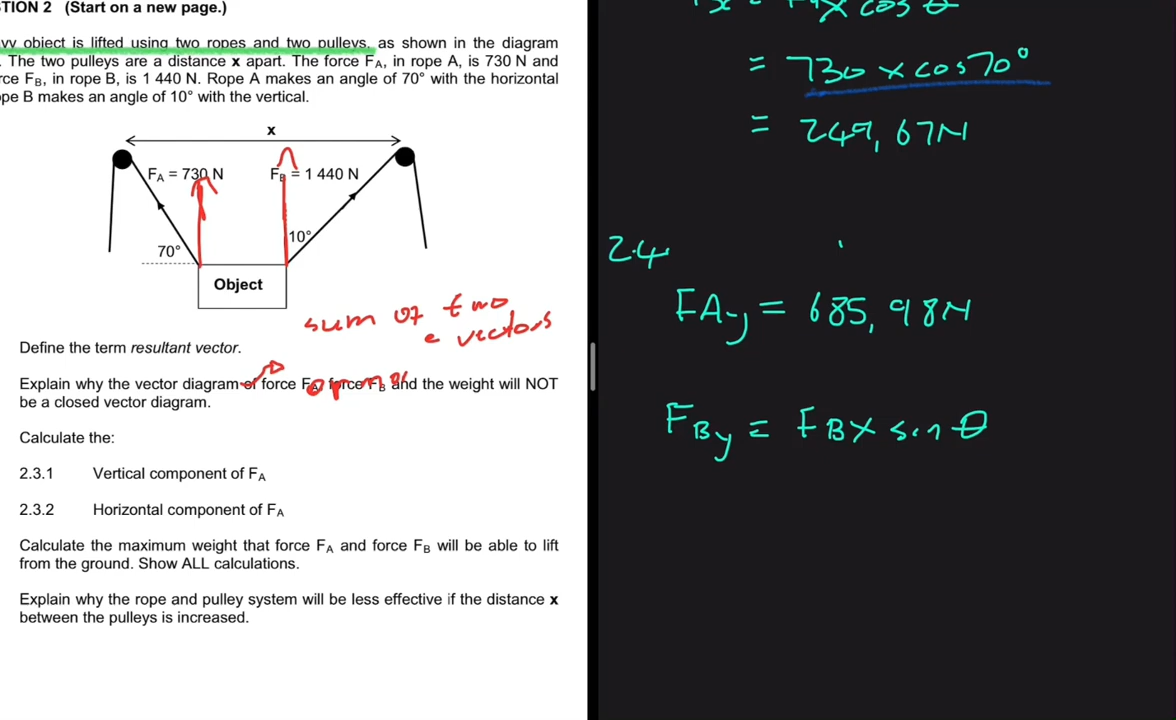 TION 2 (Start on a new page.)
vy object is lifted using two ropes and two pulleys, as shown in the diagram
. The two pulleys are a distance x apart. The force FA, in rope A, is 730 N and
rce FB, in rope B, is 1 440 N. Rope A makes an angle of 70° with the horizontal
pe B makes an angle of 10° with the vertical.
x
FA = 730 N
FB = 1 440 N
10°
70°
Object
sum of two
vectors
Define the term resultant vector.
Explain why the vector diagram of force FA, force FB and the weight will NOT
be a closed vector diagram.
Calculate the:
2.3.1 Vertical component of FA
2.3.2 Horizontal component of FA
Calculate the maximum weight that force FA and force FB will be able to lift
from the ground. Show ALL calculations.
Explain why the rope and pulley system will be less effective if the distance x
between the pulleys is increased.
= 730 x cos70°
= 249,67N
2.4
FAy = 685,98N
FBy = FB x sin θ